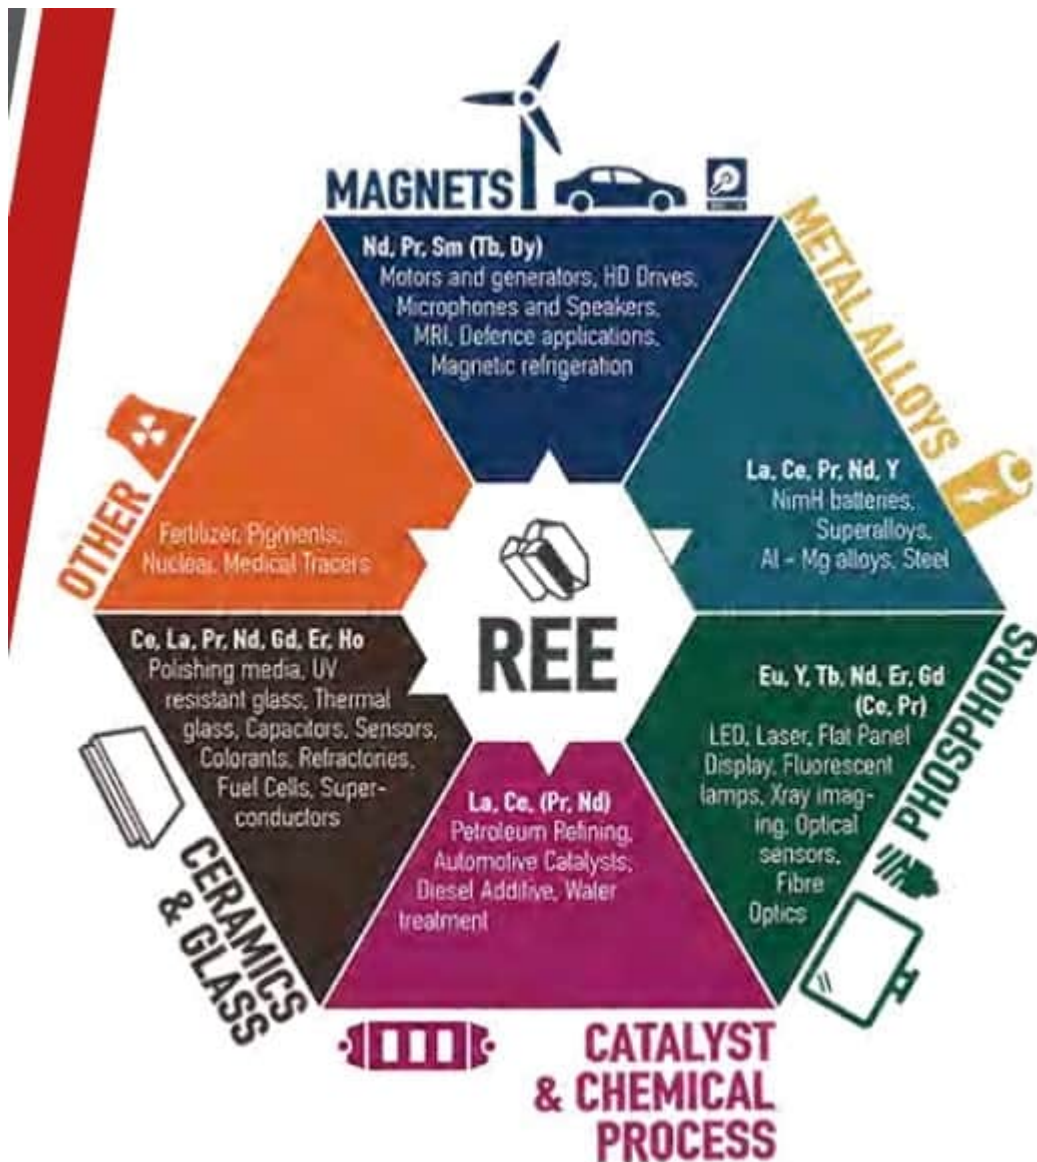 MAGNETS
Nd, Pr, Sm (Tb, Dy)
Motors and generators, HD Drives,
Microphones and Speakers,
MRI, Defence applications,
Magnetic refrigeration
METAL ALLOYS
La, Ce, Pr, Nd, Y
NimH batteries,
Superalloys,
Al - Mg alloys, Steel
OTHER
Fertilizer, Pigments,
Nuclear, Medical Tracers
REE
Ce, La, Pr, Nd, Gd, Er, Ho
Polishing media, UV
resistant glass, Thermal
glass, Capacitors, Sensors,
Colorants, Refractories,
Fuel Cells, Super-
conductors
CERAMICS
& GLASS
Eu, Y, Tb, Nd, Er, Gd
(Ce, Pr)
LED, Laser, Flat Panel
Display, Fluorescent
lamps, Xray imag-
ing, Optical
sensors,
Fibre
Optics
PHOSPHORS
La, Ce, (Pr, Nd)
Petroleum Refining,
Automotive Catalysts,
Diesel Additive, Water
treatment
CATALYST
& CHEMICAL
PROCESS